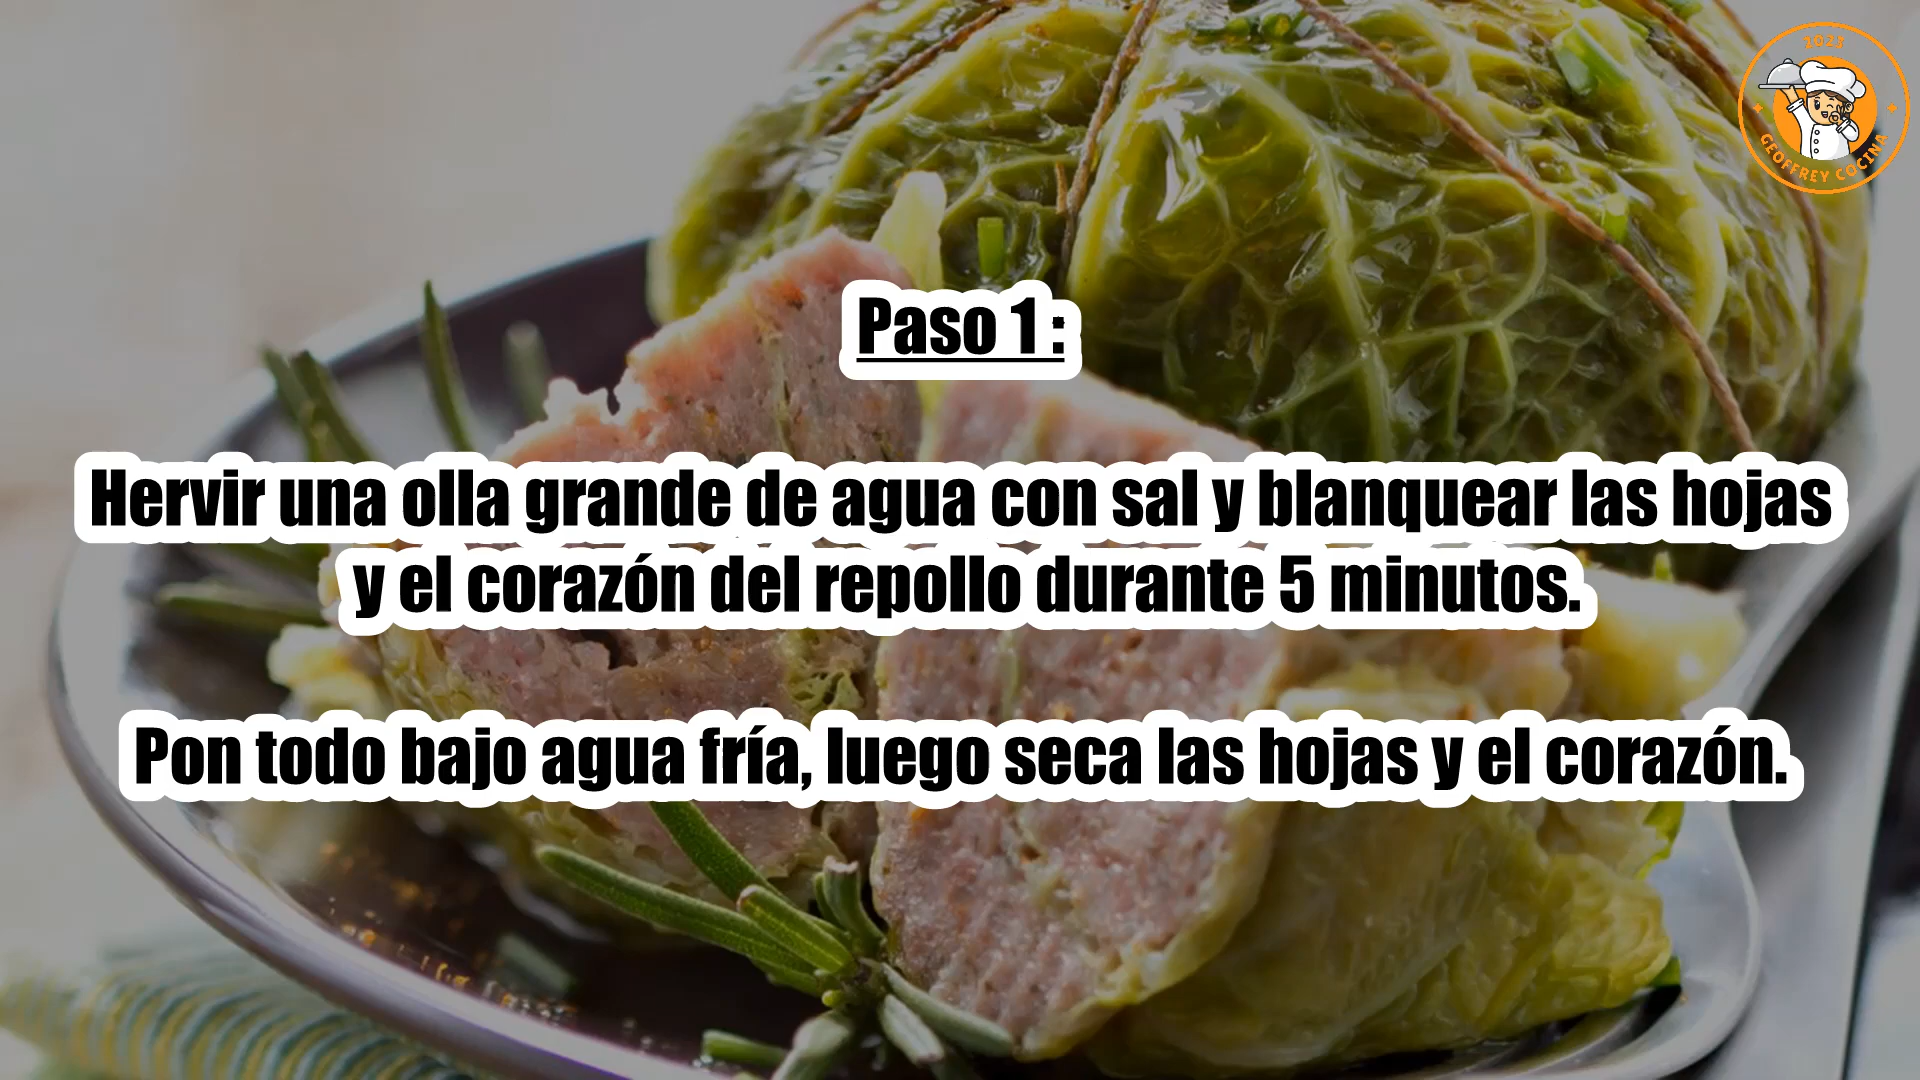 2023
GEOFFREY COCINA
Paso 1 :
Hervir una olla grande de agua con sal y blanquear las hojas
y el corazón del repollo durante 5 minutos.
Pon todo bajo agua fría, luego seca las hojas y el corazón.